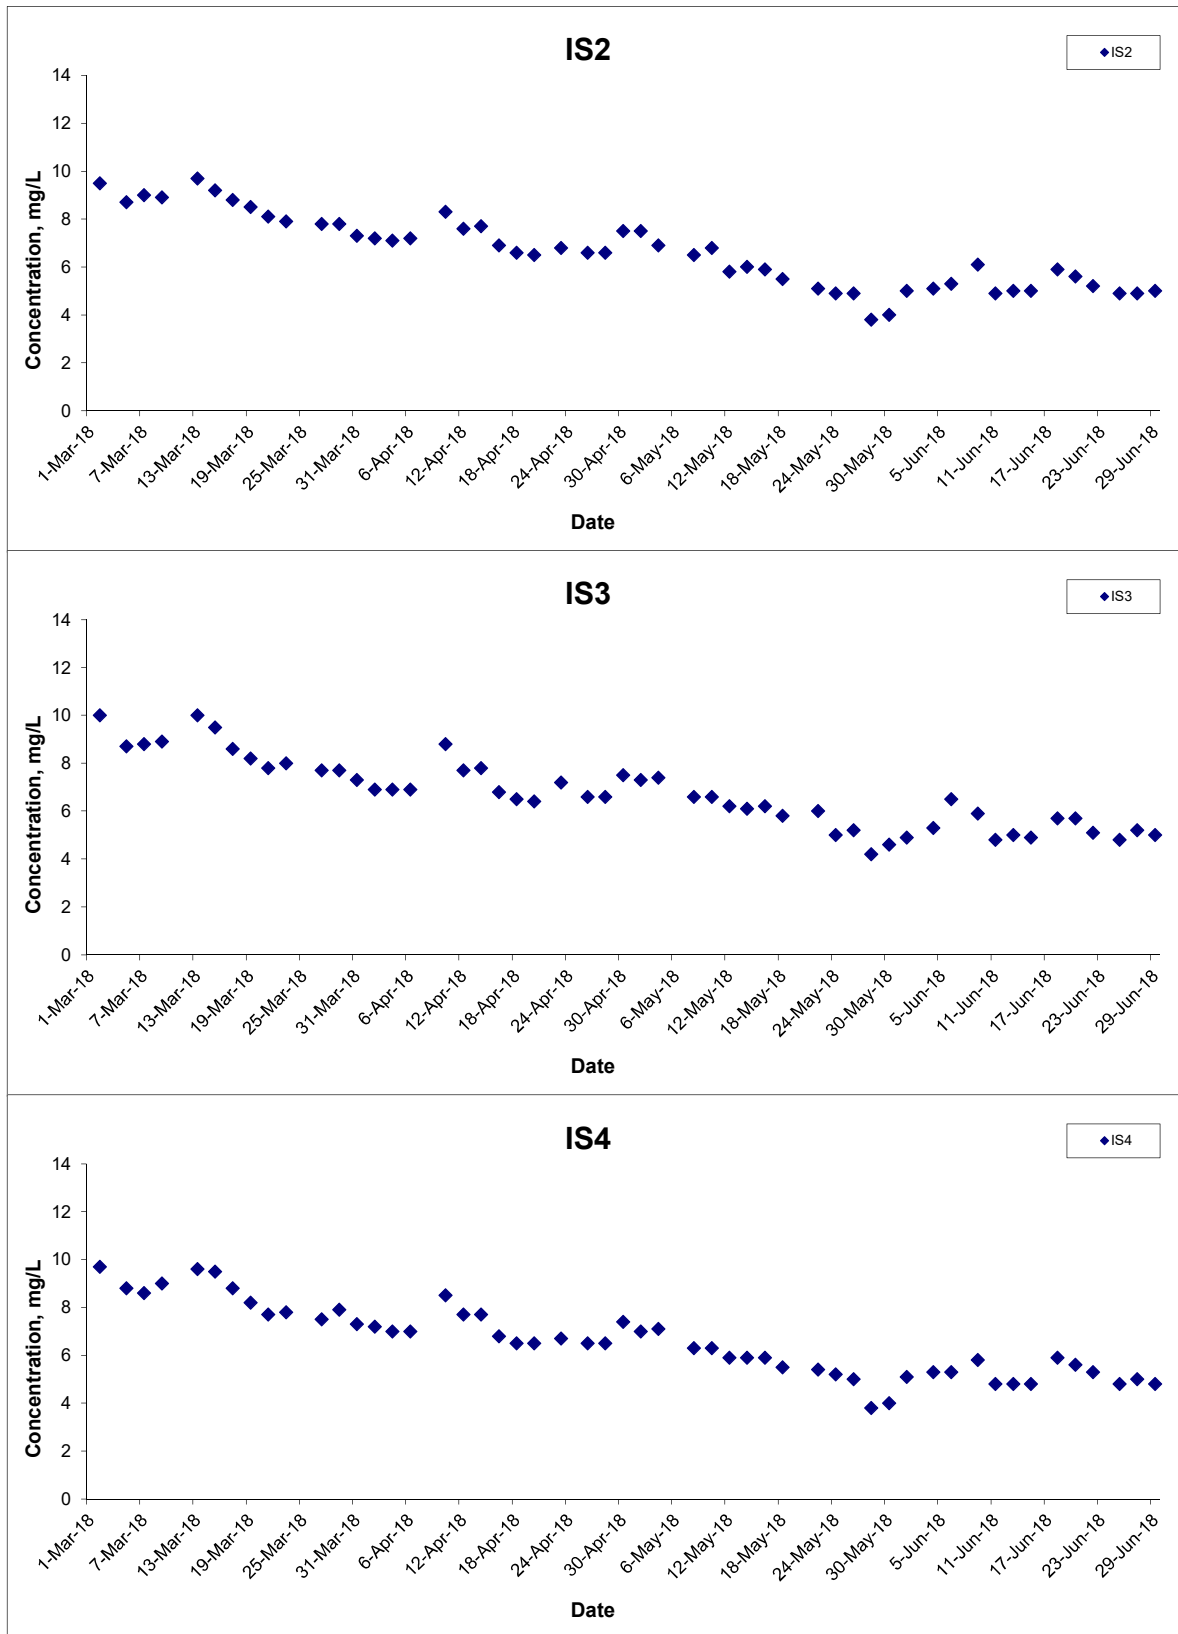 IS2
IS2
14
12
10
8
6
4
2
0
Concentration, mg/L
1-Mar-18
7-Mar-18
13-Mar-18
19-Mar-18
25-Mar-18
31-Mar-18
6-Apr-18
12-Apr-18
18-Apr-18
24-Apr-18
30-Apr-18
6-May-18
12-May-18
18-May-18
24-May-18
30-May-18
5-Jun-18
11-Jun-18
17-Jun-18
23-Jun-18
29-Jun-18
Date
IS3
IS3
14
12
10
8
6
4
2
0
Concentration, mg/L
1-Mar-18
7-Mar-18
13-Mar-18
19-Mar-18
25-Mar-18
31-Mar-18
6-Apr-18
12-Apr-18
18-Apr-18
24-Apr-18
30-Apr-18
6-May-18
12-May-18
18-May-18
24-May-18
30-May-18
5-Jun-18
11-Jun-18
17-Jun-18
23-Jun-18
29-Jun-18
Date
IS4
IS4
14
12
10
8
6
4
2
0
Concentration, mg/L
1-Mar-18
7-Mar-18
13-Mar-18
19-Mar-18
25-Mar-18
31-Mar-18
6-Apr-18
12-Apr-18
18-Apr-18
24-Apr-18
30-Apr-18
6-May-18
12-May-18
18-May-18
24-May-18
30-May-18
5-Jun-18
11-Jun-18
17-Jun-18
23-Jun-18
29-Jun-18
Date